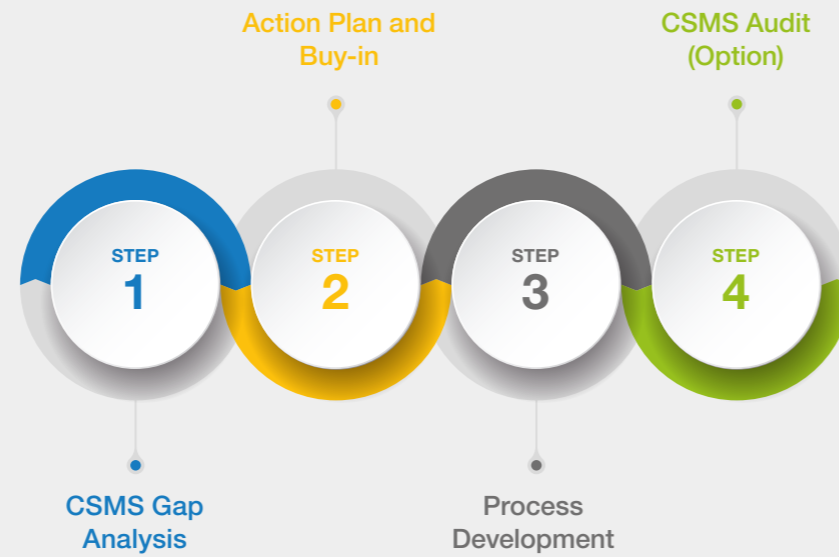 Action Plan and
Buy-in
CSMS Audit
(Option)
STEP
1
STEP
2
STEP
3
STEP
4
CSMS Gap
Analysis
Process
Development